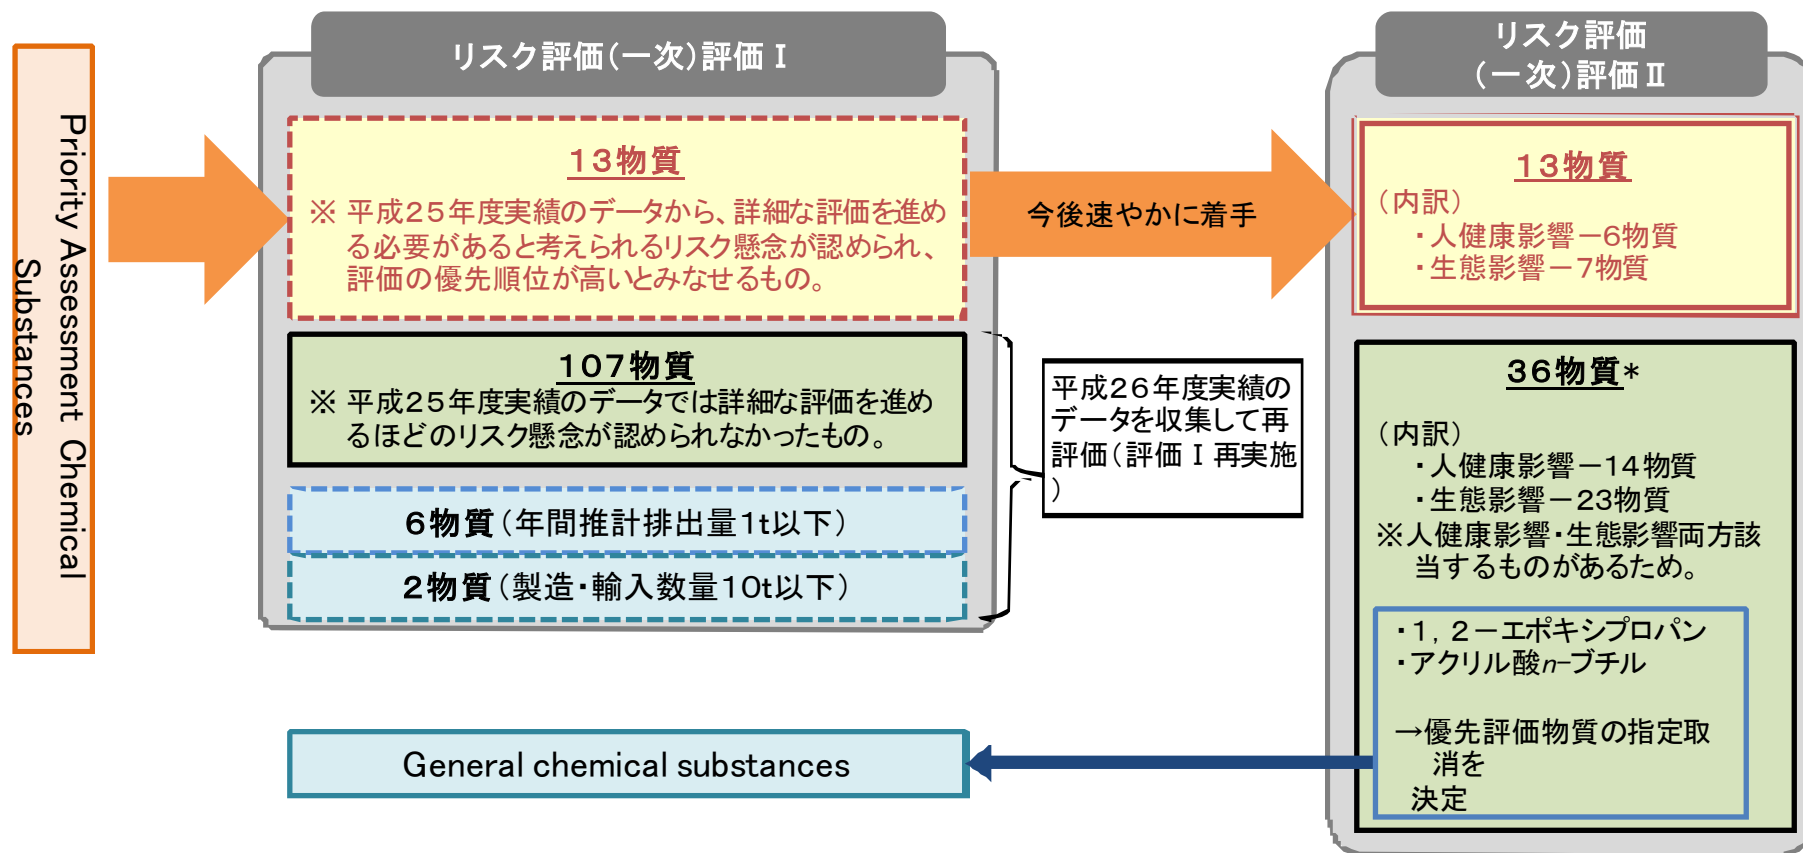 Priority Assessment Chemical
Substances
リスク評価(一次)評価Ⅰ
13物質
※ 平成25年度実績のデータから、詳細な評価を進め
る必要があると考えられるリスク懸念が認められ、
評価の優先順位が高いとみなせるもの。
107物質
※ 平成25年度実績のデータでは詳細な評価を進め
るほどのリスク懸念が認められなかったもの。
6物質(年間推計排出量1t以下)
2物質(製造・輸入数量10t以下)
今後速やかに着手
平成26年度実績の
データを収集して再
評価(評価Ⅰ再実施
)
General chemical substances
リスク評価
(一次)評価Ⅱ
13物質
(内訳)
・人健康影響-6物質
・生態影響-7物質
36物質*
(内訳)
・人健康影響-14物質
・生態影響-23物質
※人健康影響・生態影響両方該
当するものがあるため。
・1，2-エポキシプロパン
・アクリル酸n-ブチル
→優先評価物質の指定取
消を
決定